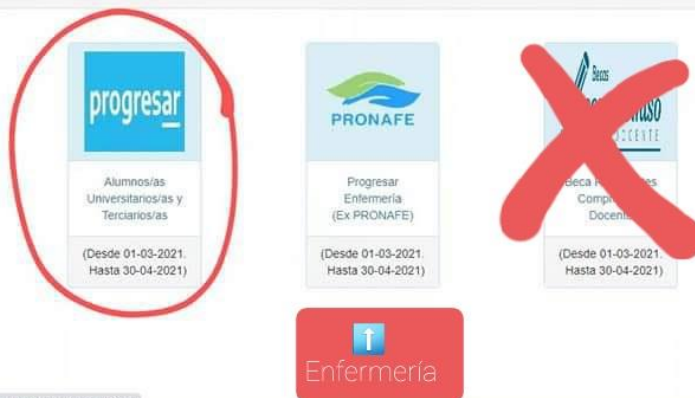 progresar
Alumnos/as
Universitarios/as y
Terciarios/as
(Desde 01-03-2021.
Hasta 30-04-2021)
PRONAFE
Progresar
Enfermería
(Ex PRONAFE)
(Desde 01-03-2021.
Hasta 30-04-2021)
Becas
Beca
Docente
(Desde 01-03-2021.
Hasta 30-04-2021)
Enfermería